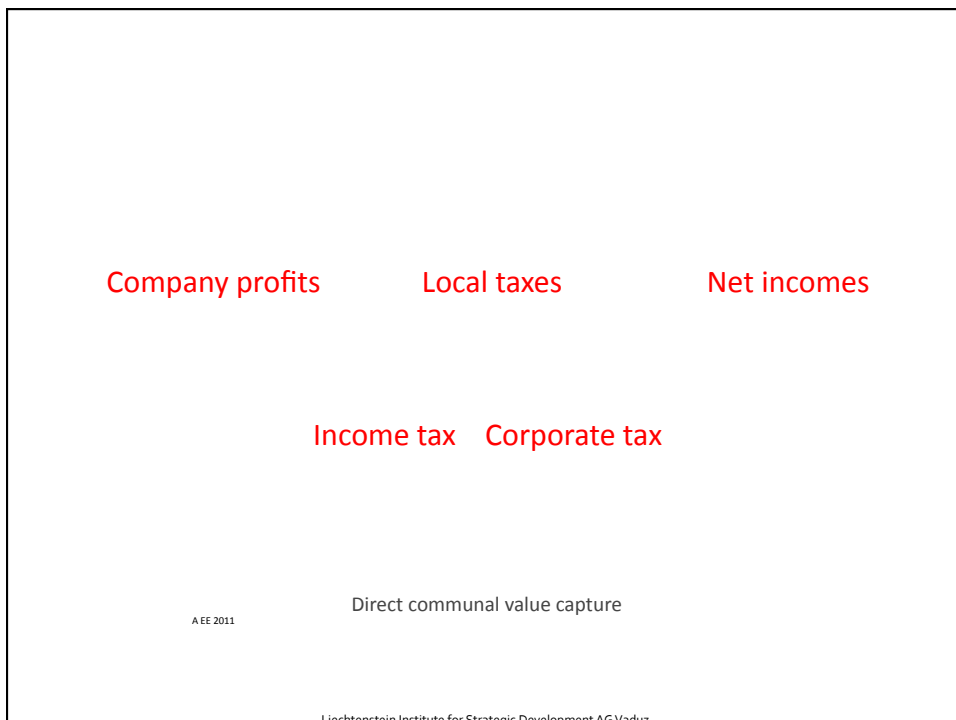 Company profits Local taxes Net incomes
Income tax Corporate tax
Direct communal value capture
A EE 2011
Liechtenstein Institute for Strategic Development AG Vaduz